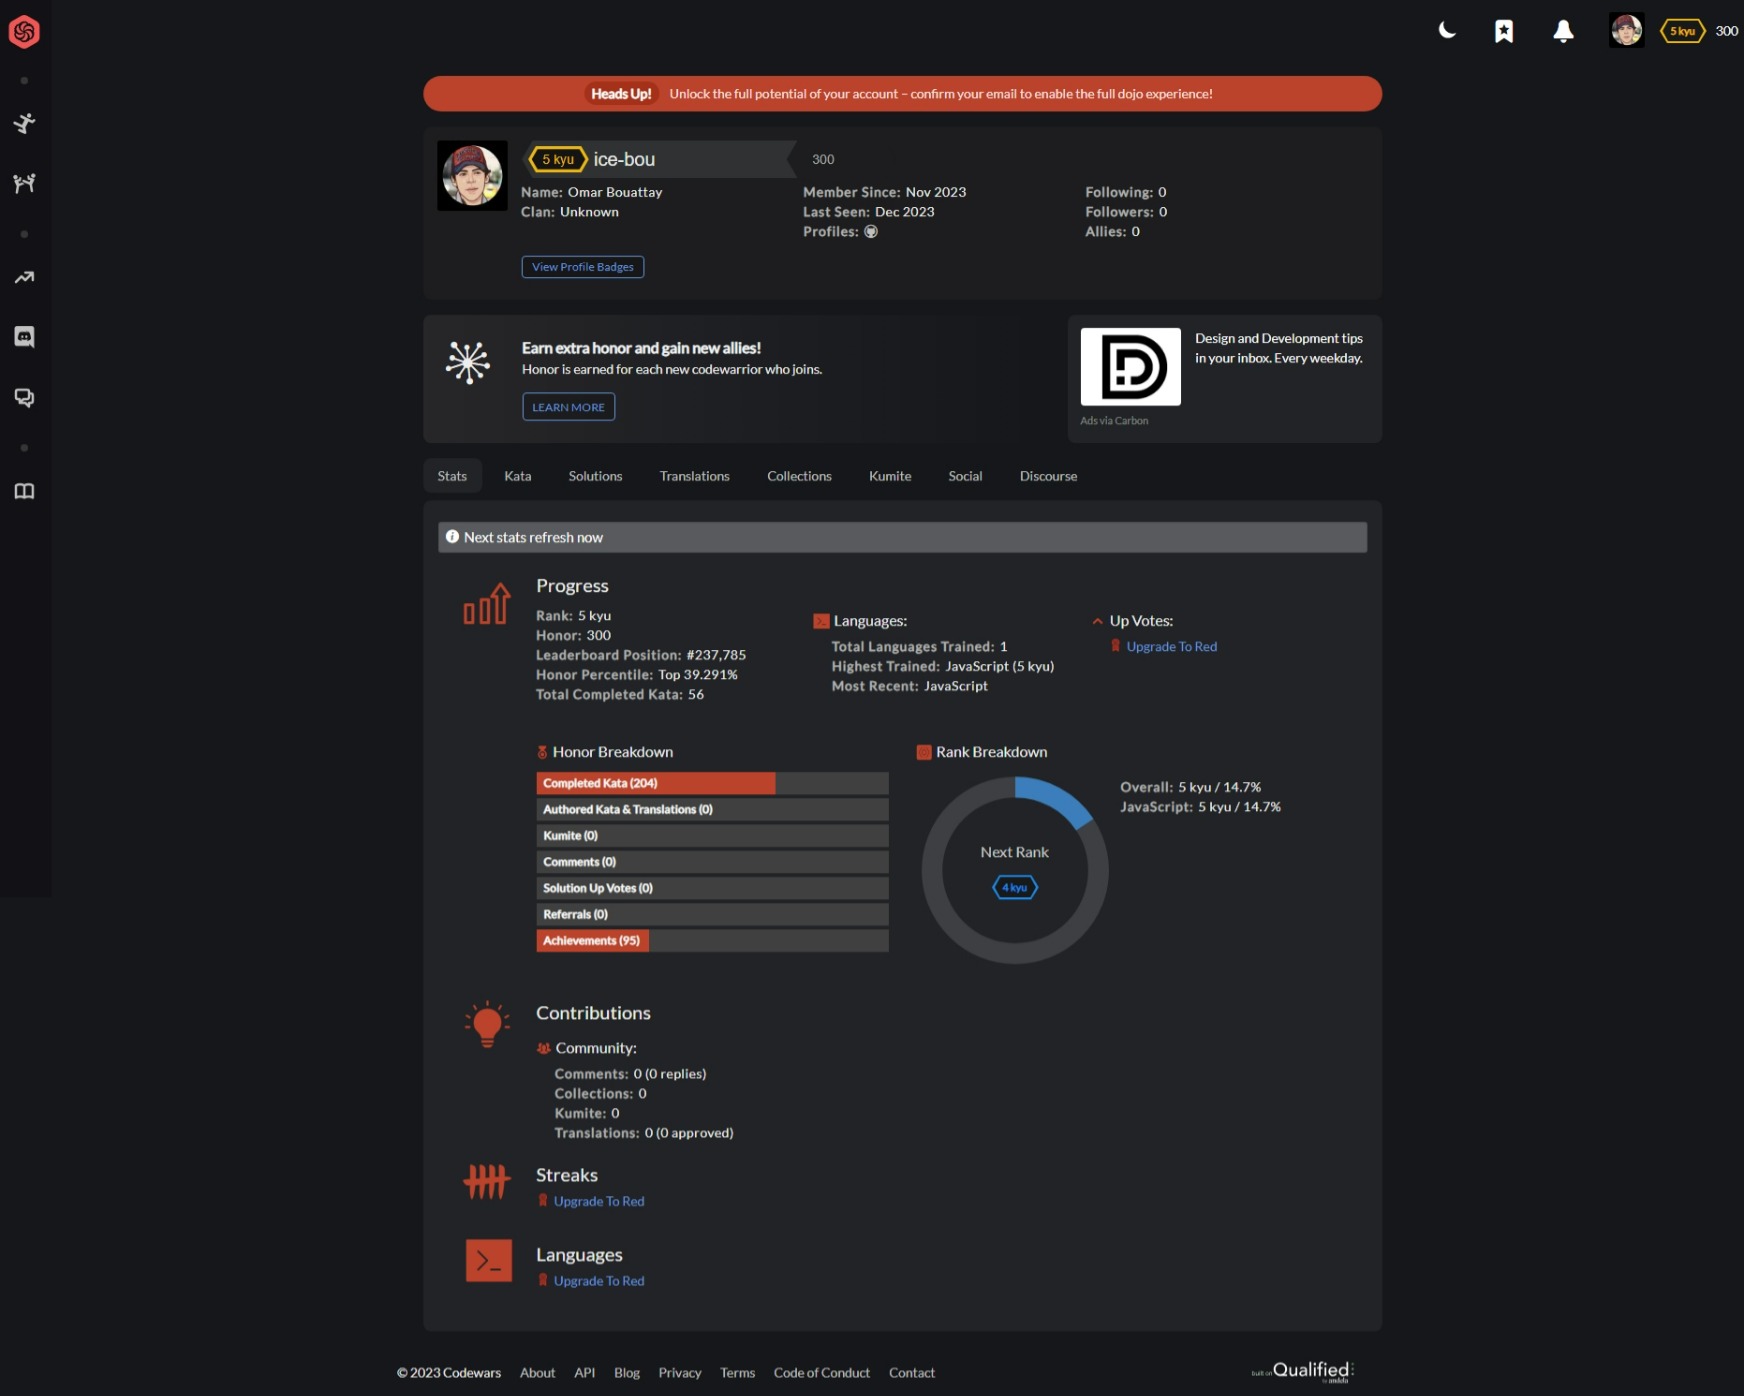 5 kyu 300
Heads Up! Unlock the full potential of your account – confirm your email to enable the full dojo experience!
5 kyu ice-bou 300
Name: Omar Bouattay
Clan: Unknown
Member Since: Nov 2023
Last Seen: Dec 2023
Profiles:
Following: 0
Followers: 0
Allies: 0
View Profile Badges
Earn extra honor and gain new allies!
Honor is earned for each new codewarrior who joins.
LEARN MORE
Design and Development tips
in your inbox. Every weekday.
Ads via Carbon
Stats Kata Solutions Translations Collections Kumite Social Discourse
Next stats refresh now
Progress
Rank: 5 kyu
Honor: 300
Leaderboard Position: #237,785
Honor Percentile: Top 39.291%
Total Completed Kata: 56
Languages:
Total Languages Trained: 1
Highest Trained: JavaScript (5 kyu)
Most Recent: JavaScript
Up Votes:
Upgrade To Red
Honor Breakdown
Completed Kata (204)
Authored Kata & Translations (0)
Kumite (0)
Comments (0)
Solution Up Votes (0)
Referrals (0)
Achievements (95)
Rank Breakdown
Next Rank
4 kyu
Overall: 5 kyu / 14.7%
JavaScript: 5 kyu / 14.7%
Contributions
Community:
Comments: 0 (0 replies)
Collections: 0
Kumite: 0
Translations: 0 (0 approved)
Streaks
Upgrade To Red
Languages
Upgrade To Red
© 2023 Codewars About API Blog Privacy Terms Code of Conduct Contact
built on Qualified
by andela